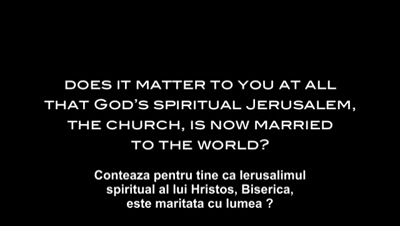 DOES IT MATTER TO YOU AT ALL
THAT GOD'S SPIRITUAL JERUSALEM,
THE CHURCH, IS NOW MARRIED
TO THE WORLD?
Conteaza pentru tine ca Ierusalimul
spiritual al lui Hristos, Biserica,
este maritata cu lumea ?